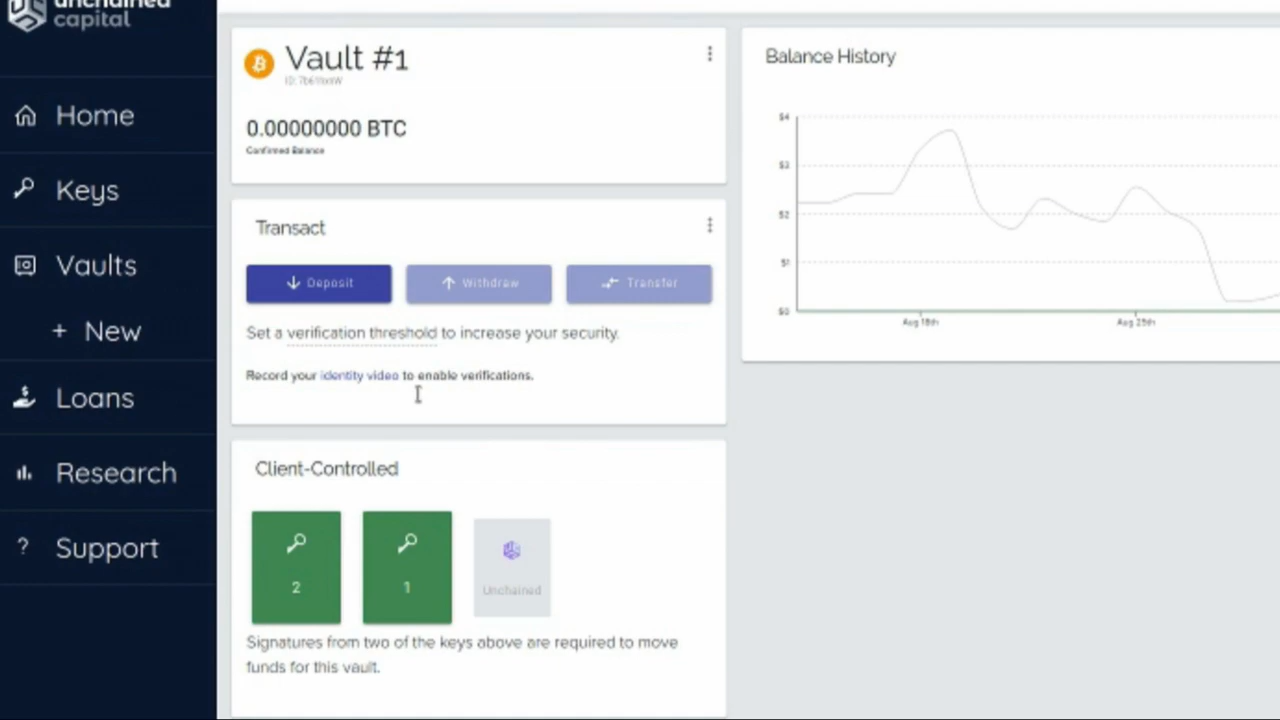 unchained
capital
Home
Keys
Vaults
+ New
Loans
Research
? Support
Vault #1
0.00000000 BTC
Confirmed Balance
Transact
Deposit
Withdraw
Transfer
Set a verification threshold to increase your security.
Record your identity video to enable verifications.
Client-Controlled
2
1
Unchained
Signatures from two of the keys above are required to move
funds for this vault.
Balance History
$4
$3
$2
$1
$0
Aug 18th
Aug 25th